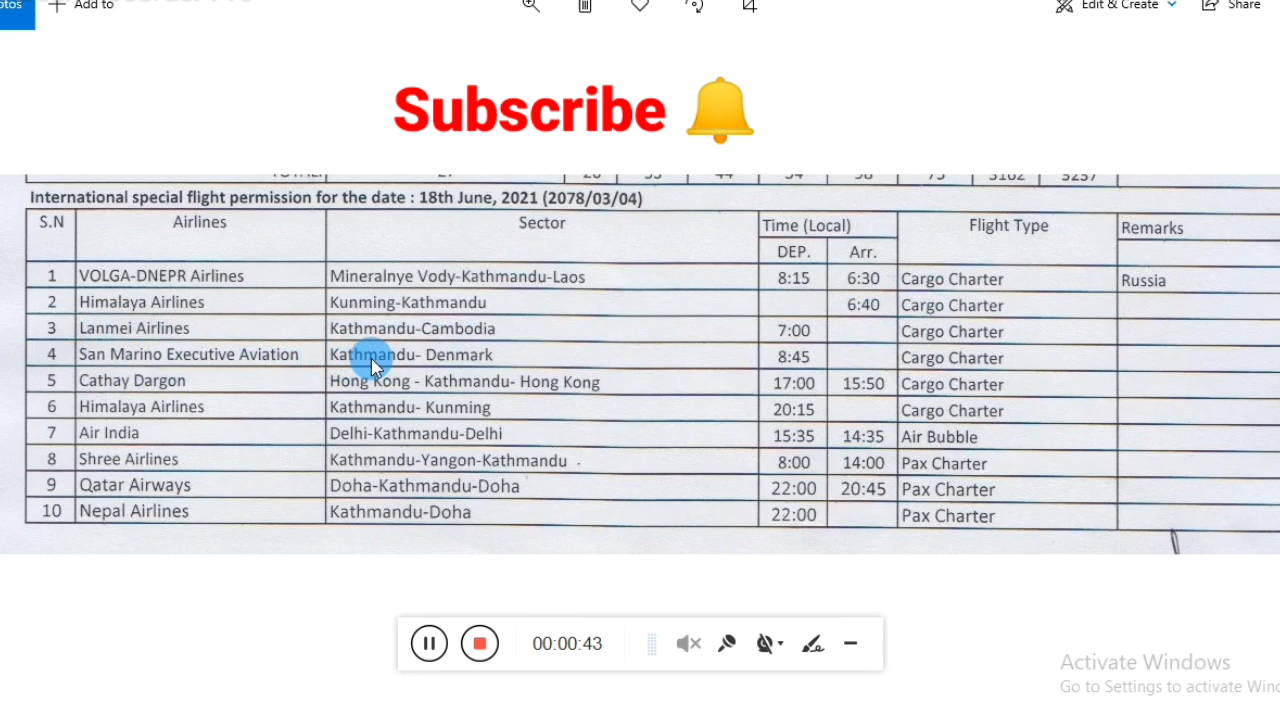 Add to
Edit & Create
Share
Subscribe
International special flight permission for the date : 18th June, 2021 (2078/03/04)
S.N Airlines Sector Time (Local) Flight Type Remarks
DEP. Arr.
1 VOLGA-DNEPR Airlines Mineralnye Vody-Kathmandu-Laos 8:15 6:30 Cargo Charter Russia
2 Himalaya Airlines Kunming-Kathmandu 6:40 Cargo Charter
3 Lanmei Airlines Kathmandu-Cambodia 7:00 Cargo Charter
4 San Marino Executive Aviation Kathmandu- Denmark 8:45 Cargo Charter
5 Cathay Dargon Hong Kong - Kathmandu- Hong Kong 17:00 15:50 Cargo Charter
6 Himalaya Airlines Kathmandu- Kunming 20:15 Cargo Charter
7 Air India Delhi-Kathmandu-Delhi 15:35 14:35 Air Bubble
8 Shree Airlines Kathmandu-Yangon-Kathmandu 8:00 14:00 Pax Charter
9 Qatar Airways Doha-Kathmandu-Doha 22:00 20:45 Pax Charter
10 Nepal Airlines Kathmandu-Doha 22:00 Pax Charter
00:00:43
Activate Windows
Go to Settings to activate